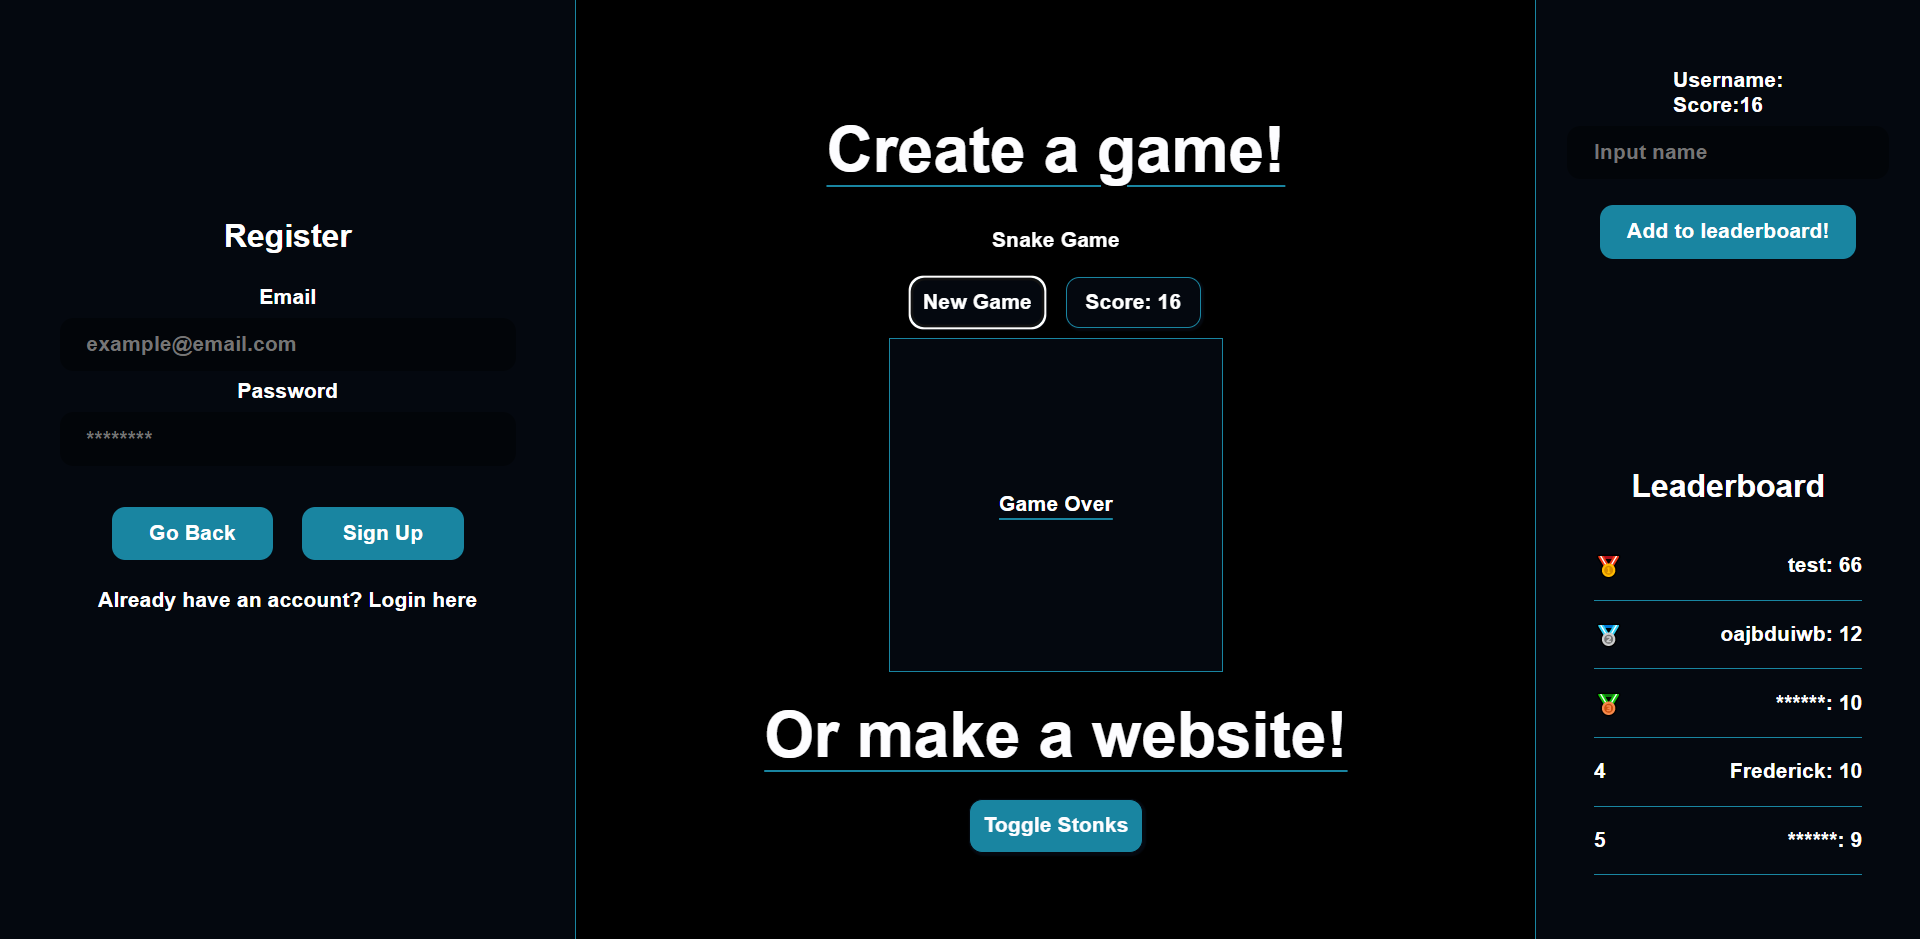 Register
Email
example@email.com
Password
********
Go Back
Sign Up
Already have an account? Login here
Create a game!
Snake Game
New Game
Score: 16
Game Over
Or make a website!
Toggle Stonks
Username:
Score:16
Input name
Add to leaderboard!
Leaderboard
🥇 test: 66
🥈 oajbduiwb: 12
🥉 ******: 10
4 Frederick: 10
5 ******: 9